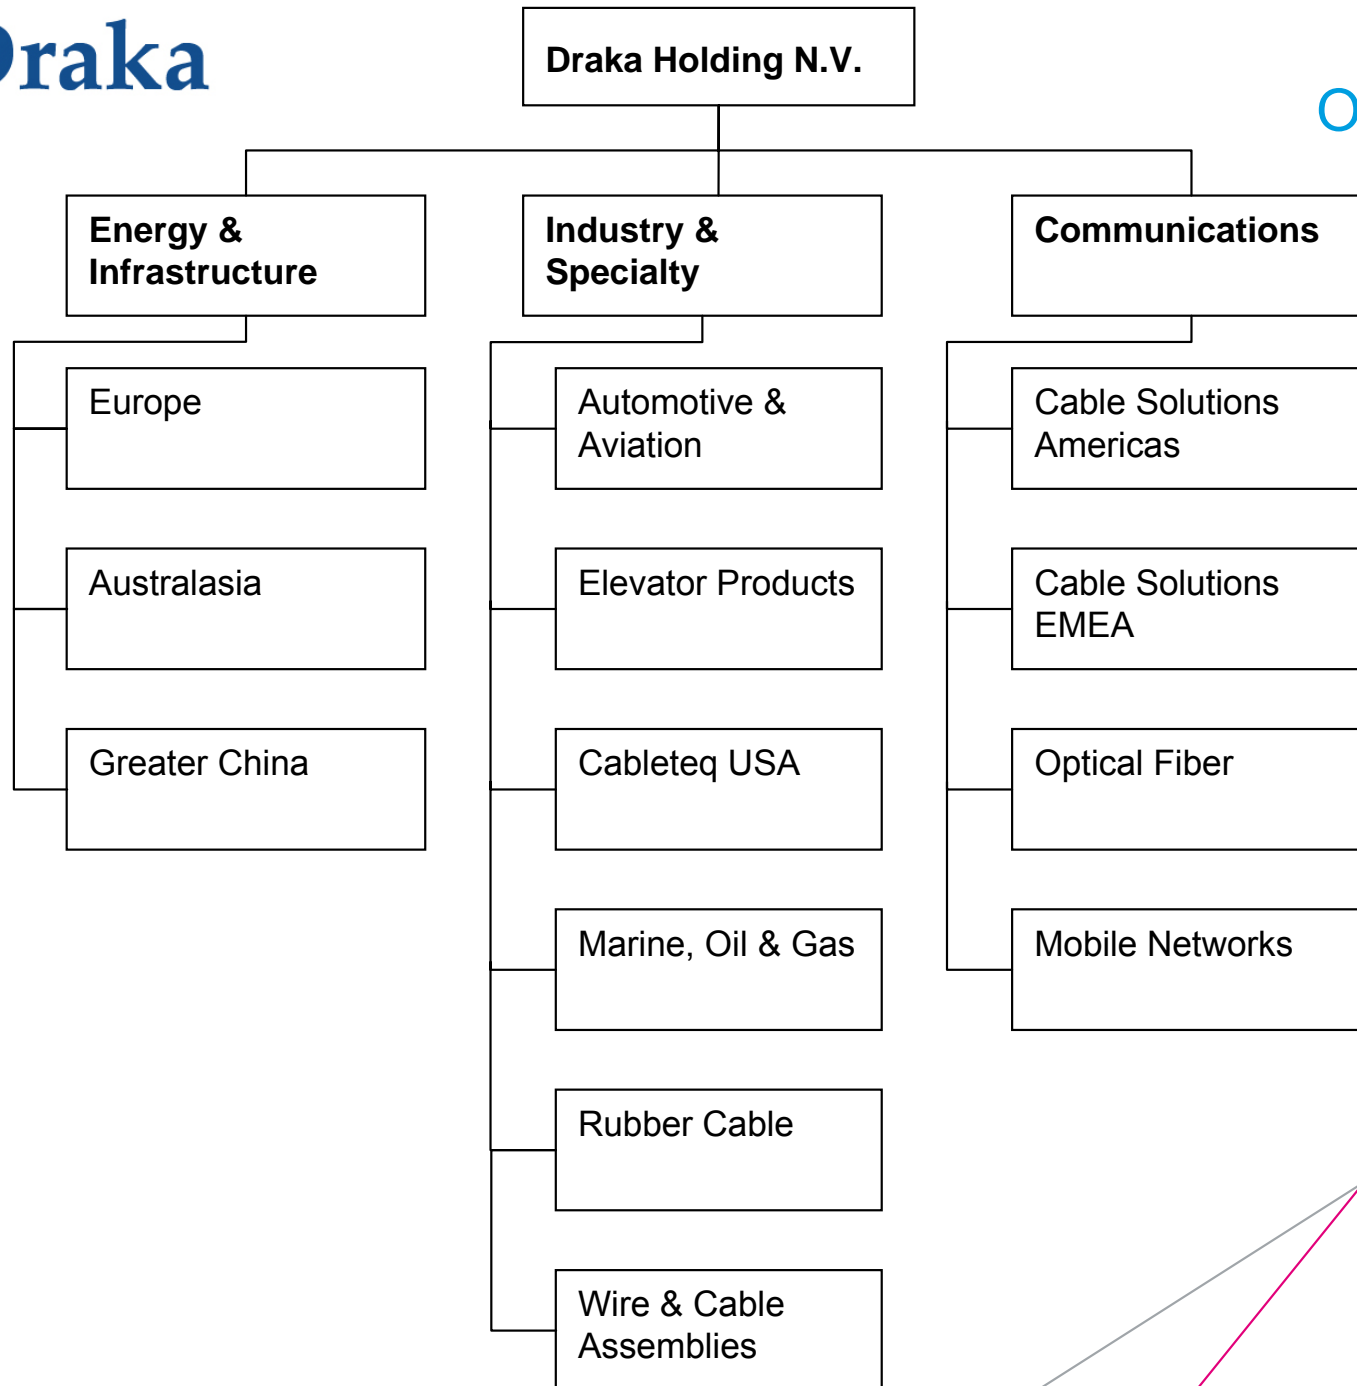 Draka
Draka Holding N.V.
O
Energy &
Infrastructure
Industry &
Specialty
Communications
Europe
Australasia
Greater China
Automotive &
Aviation
Elevator Products
Cableteq USA
Marine, Oil & Gas
Rubber Cable
Wire & Cable
Assemblies
Cable Solutions
Americas
Cable Solutions
EMEA
Optical Fiber
Mobile Networks